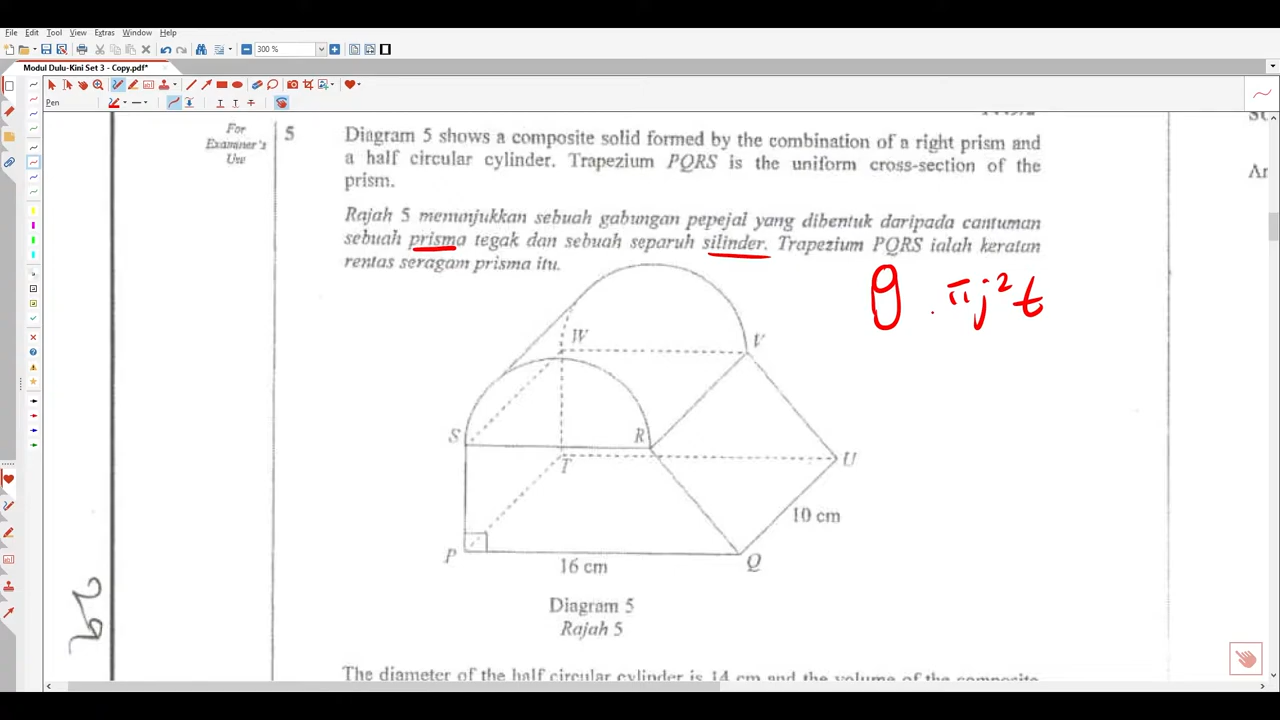 File Edit Tool View Extras Window Help
300 %
Modul Dulu-Kini Set 3 - Copy.pdf*
Pen
For
Examiner's
Use
5
Diagram 5 shows a composite solid formed by the combination of a right prism and
a half circular cylinder. Trapezium PQRS is the uniform cross-section of the
prism.
Rajah 5 menunjukkan sebuah gabungan pepejal yang dibentuk daripada cantuman
sebuah prisma tegak dan sebuah separuh silinder. Trapezium PQRS ialah keratan
rentas seragam prisma itu.
πj²t
W
V
S
R
T
U
10 cm
P
16 cm
Q
Diagram 5
Rajah 5
The diameter of the half circular cylinder is 14 cm and the volume of the composite